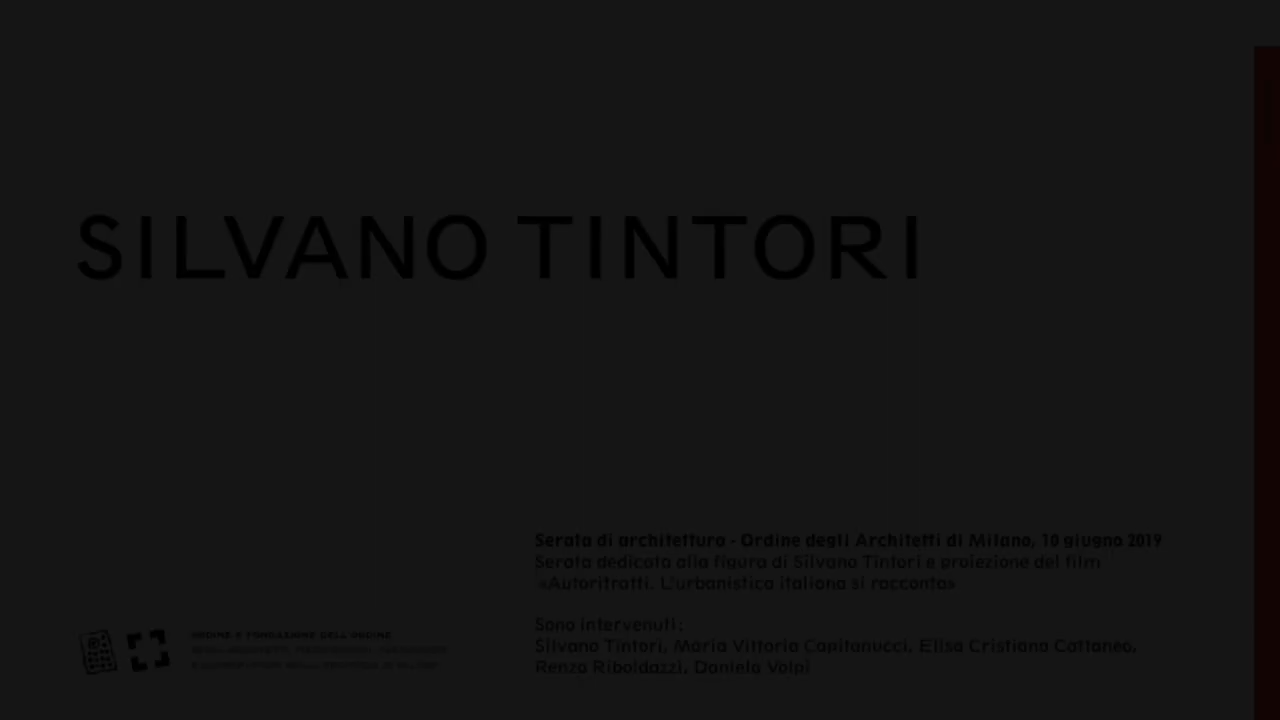 SILVANO TINTORI
Serata di architettura - Ordine degli Architetti di Milano, 10 giugno 2019
Serata dedicata alla figura di Silvano Tintori e proiezione del film
«Autoritratti. L'urbanistica italiana si racconta»
Sono intervenuti:
Silvano Tintori, Maria Vittoria Capitanucci, Elisa Cristiana Cattaneo,
Renzo Riboldazzi, Daniela Volpi
ORDINE E FONDAZIONE DELL'ORDINE